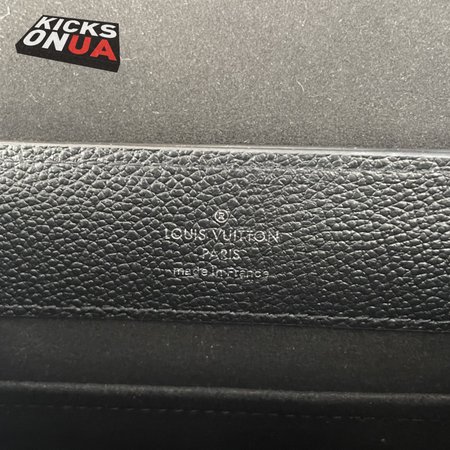 KICKS
ONUA
®
LOUIS VUITTON
PARIS
made in France